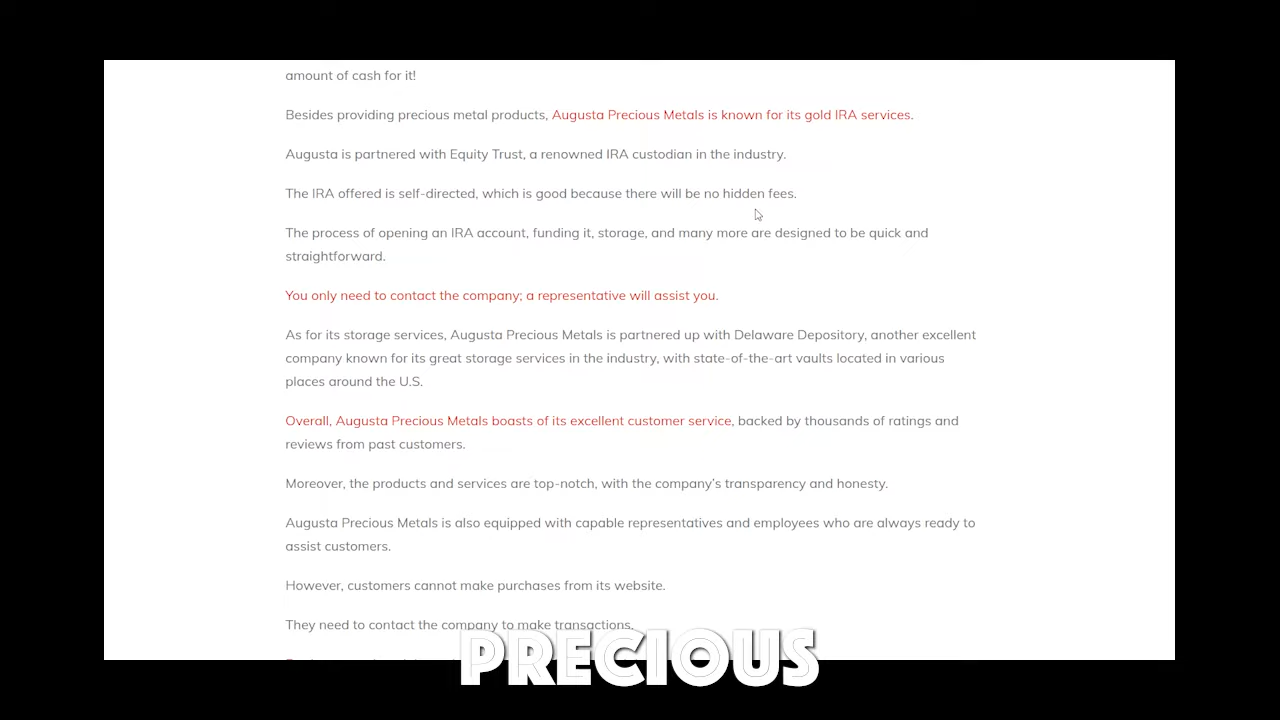 amount of cash for it!
Besides providing precious metal products, Augusta Precious Metals is known for its gold IRA services.
Augusta is partnered with Equity Trust, a renowned IRA custodian in the industry.
The IRA offered is self-directed, which is good because there will be no hidden fees.
The process of opening an IRA account, funding it, storage, and many more are designed to be quick and
straightforward.
You only need to contact the company; a representative will assist you.
As for its storage services, Augusta Precious Metals is partnered up with Delaware Depository, another excellent
company known for its great storage services in the industry, with state-of-the-art vaults located in various
places around the U.S.
Overall, Augusta Precious Metals boasts of its excellent customer service, backed by thousands of ratings and
reviews from past customers.
Moreover, the products and services are top-notch, with the company's transparency and honesty.
Augusta Precious Metals is also equipped with capable representatives and employees who are always ready to
assist customers.
However, customers cannot make purchases from its website.
They need to contact the company to make transactions.
PRECIOUS